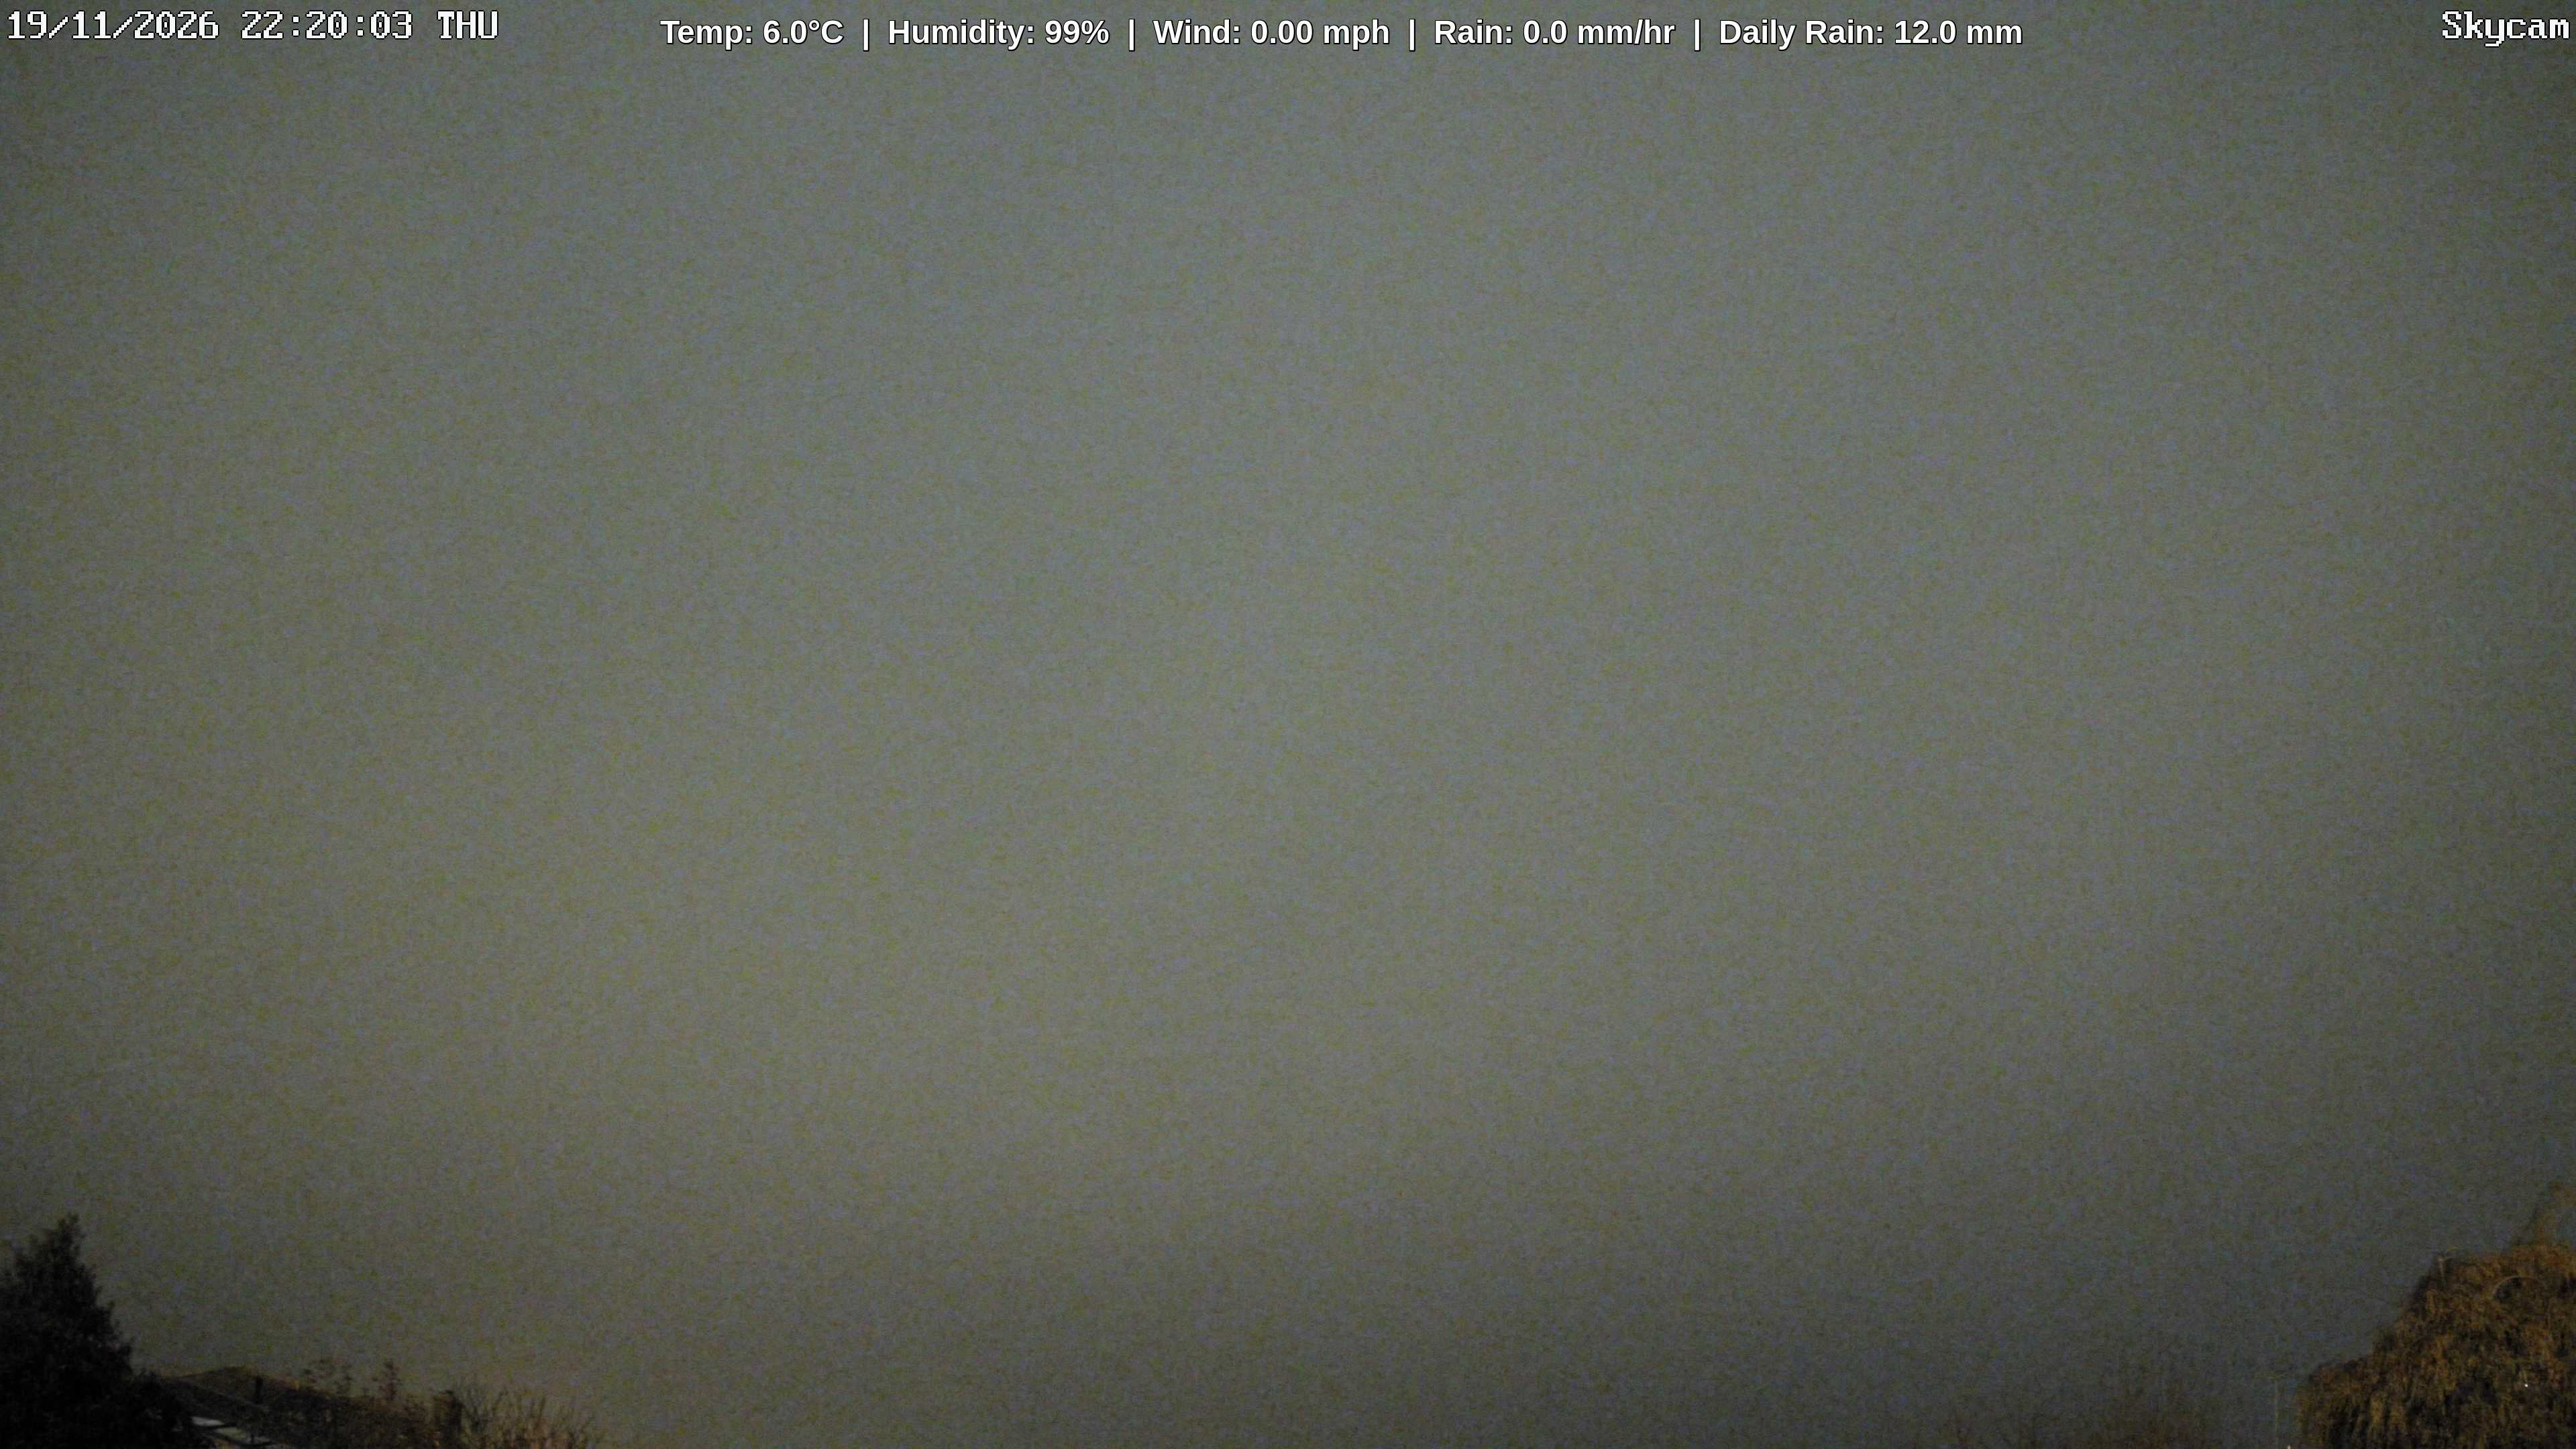 19/11/2026 22:20:03 THU
Temp: 6.0°C | Humidity: 99% | Wind: 0.00 mph | Rain: 0.0 mm/hr | Daily Rain: 12.0 mm
Skycam